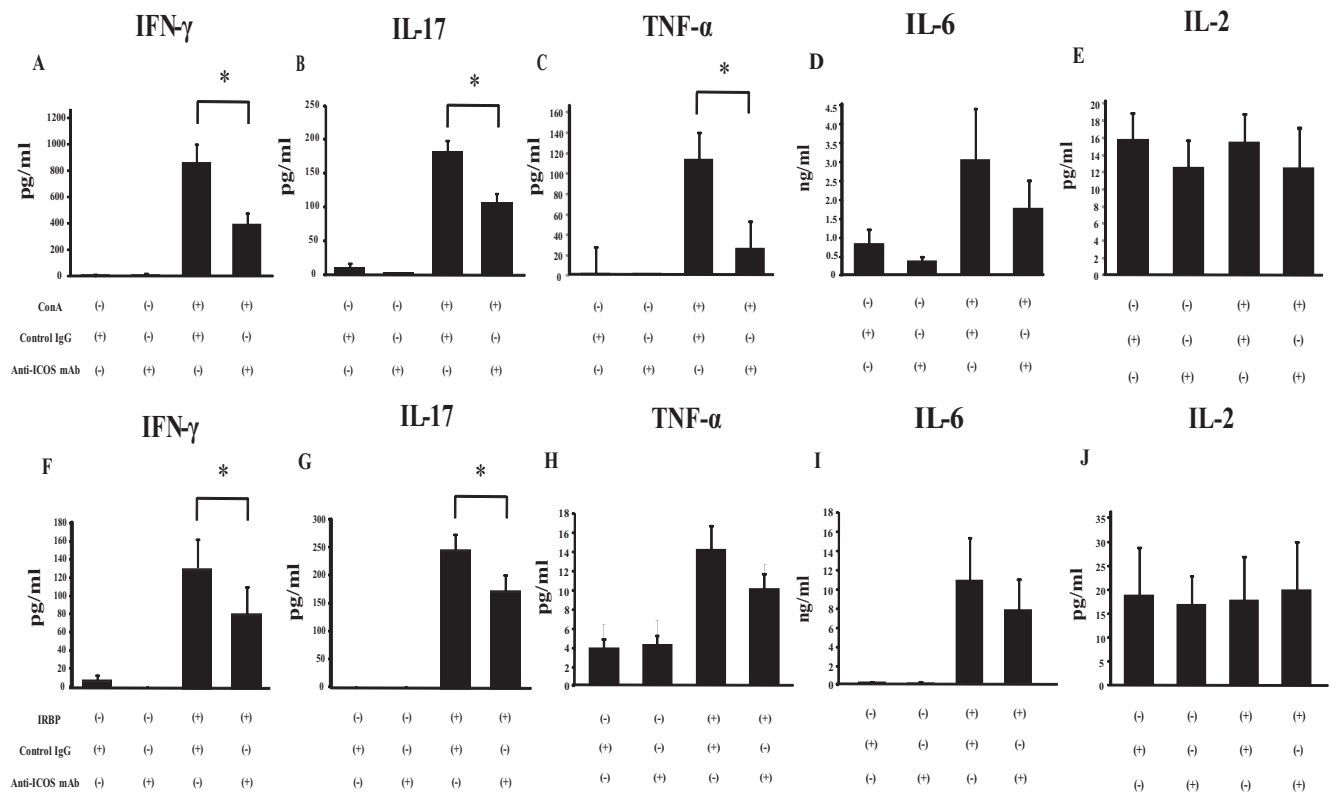 IFN-γ IL-17 TNF-α IL-6 IL-2
A B C D E
* * *
pg/ml pg/ml pg/ml ng/ml pg/ml
1200 1000 800 600 400 200 0
250 200 150 100 50 0
160 140 120 100 80 60 40 20 0
4.5 4.0 3.5 3.0 2.5 2.0 1.5 1.0 0.5 0
20 18 16 14 12 10 8 6 4 2 0
ConA (-) (-) (+) (+) (-) (-) (+) (+) (-) (-) (+) (+) (-) (-) (+) (+) (-) (-) (+) (+)
Control IgG (+) (-) (+) (-) (+) (-) (+) (-) (+) (-) (+) (-) (+) (-) (+) (-) (+) (-) (+) (-)
Anti-ICOS mAb (-) (+) (-) (+) (-) (+) (-) (+) (-) (+) (-) (+) (-) (+) (-) (+) (-) (+) (-) (+)
IFN-γ IL-17 TNF-α IL-6 IL-2
F G H I J
* *
pg/ml pg/ml pg/ml ng/ml pg/ml
180 160 140 120 100 80 60 40 20 0
300 250 200 150 100 50 0
18 16 14 12 10 8 6 4 2 0
18 16 14 12 10 8 6 4 2 0
35 30 25 20 15 10 5 0
IRBP (-) (-) (+) (+) (-) (-) (+) (+) (-) (-) (+) (+) (-) (-) (+) (+) (-) (-) (+) (+)
Control IgG (+) (-) (+) (-) (+) (-) (+) (-) (+) (-) (+) (-) (+) (-) (+) (-) (+) (-) (+) (-)
Anti-ICOS mAb (-) (+) (-) (+) (-) (+) (-) (+) (-) (+) (-) (+) (-) (+) (-) (+) (-) (+) (-) (+)